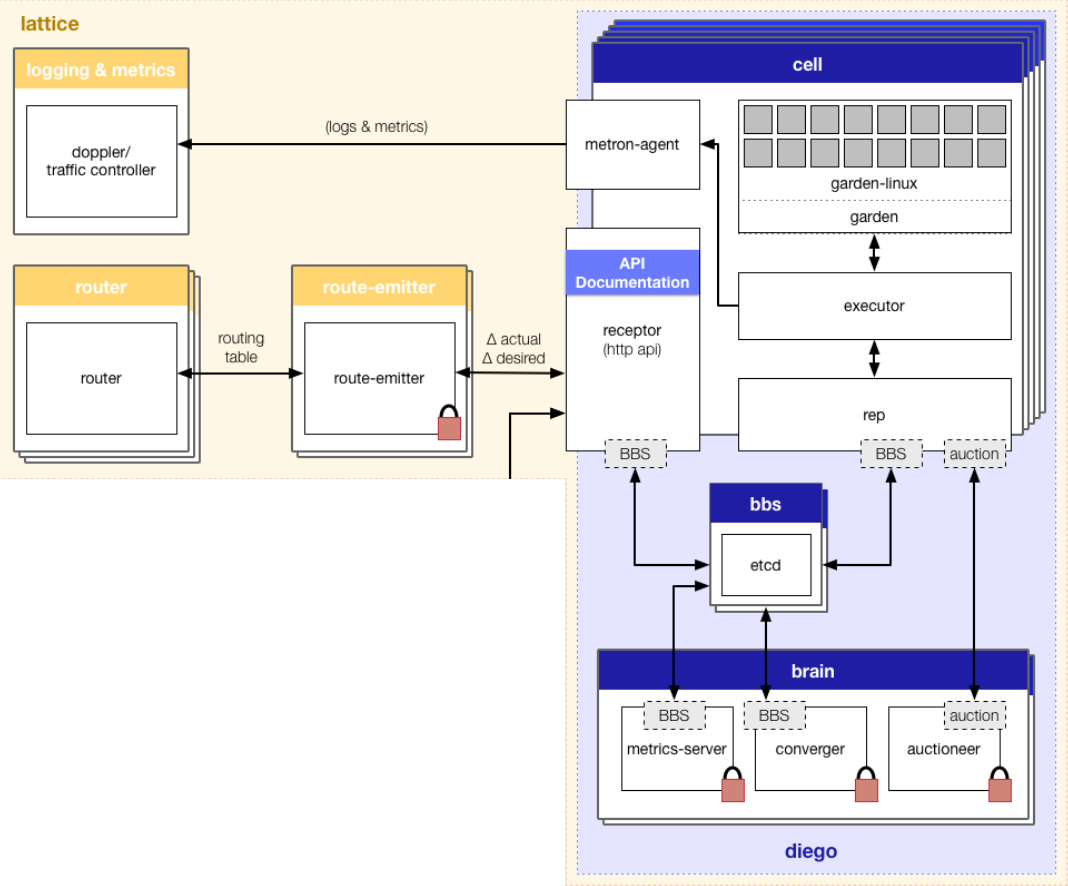 lattice
logging & metrics
doppler/
traffic controller
(logs & metrics)
cell
metron-agent
garden-linux
garden
API
Documentation
receptor
(http api)
executor
rep
router
router
routing
table
route-emitter
route-emitter
Δ actual
Δ desired
BBS
BBS
auction
bbs
etcd
brain
BBS
BBS
auction
metrics-server
converger
auctioneer
diego